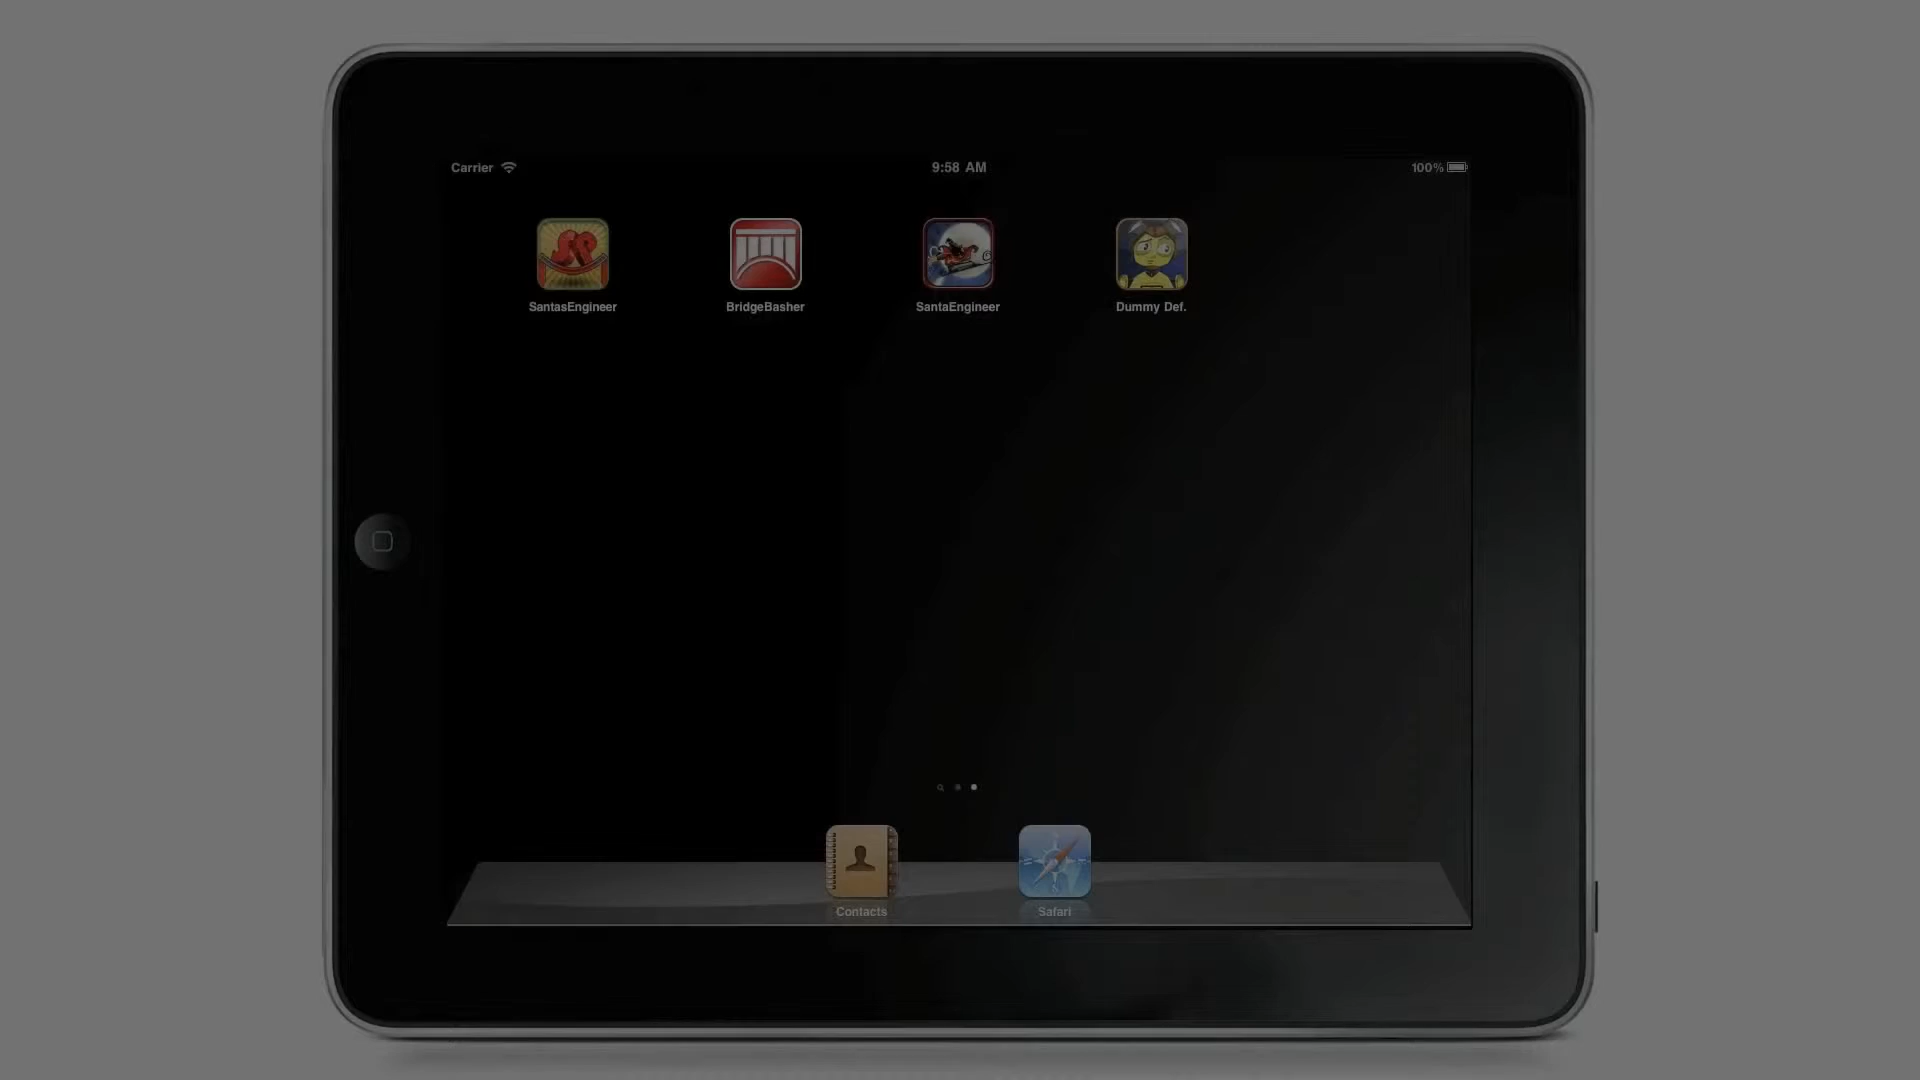 Carrier 9:58 AM 100%
SantasEngineer BridgeBasher SantaEngineer Dummy Def.
Contacts Safari